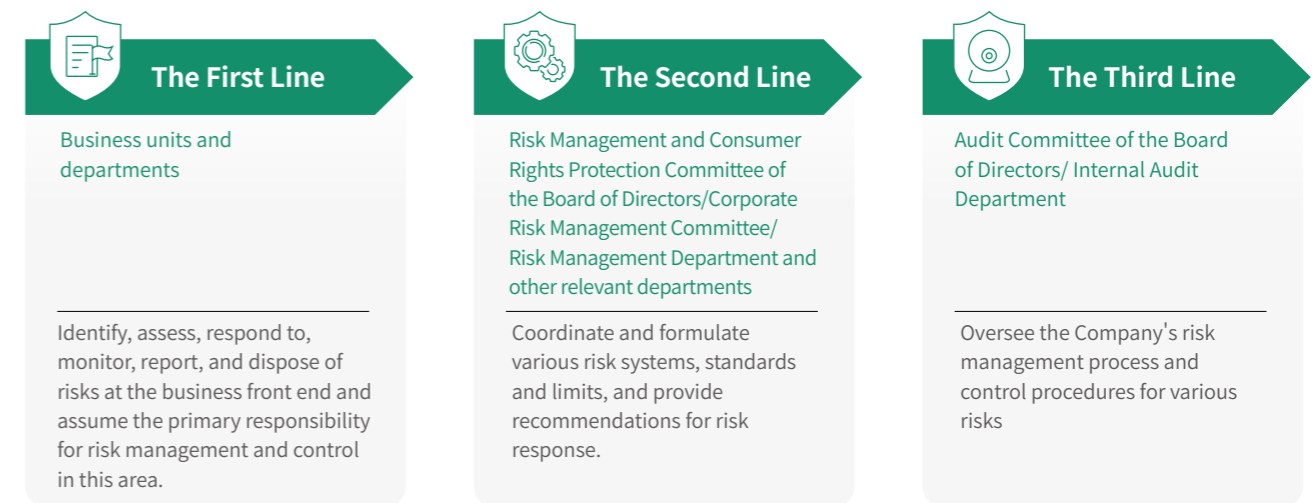 The First Line
Business units and
departments
Identify, assess, respond to,
monitor, report, and dispose of
risks at the business front end and
assume the primary responsibility
for risk management and control
in this area.
The Second Line
Risk Management and Consumer
Rights Protection Committee of
the Board of Directors/Corporate
Risk Management Committee/
Risk Management Department and
other relevant departments
Coordinate and formulate
various risk systems, standards
and limits, and provide
recommendations for risk
response.
The Third Line
Audit Committee of the Board
of Directors/ Internal Audit
Department
Oversee the Company's risk
management process and
control procedures for various
risks